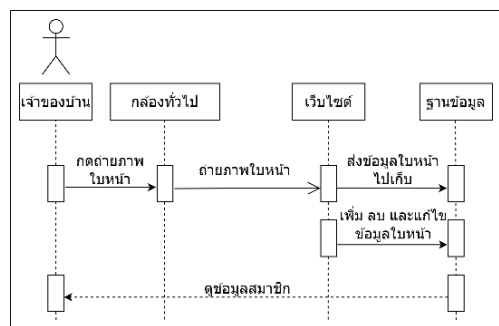 เจ้าของบ้าน
กล้องทั่วไป
เว็บไซต์
ฐานข้อมูล
กดถ่ายภาพ
ใบหน้า
ถ่ายภาพใบหน้า
ส่งข้อมูลใบหน้า
ไปเก็บ
เพิ่ม ลบ และแก้ไข
ข้อมูลใบหน้า
ดูข้อมูลสมาชิก